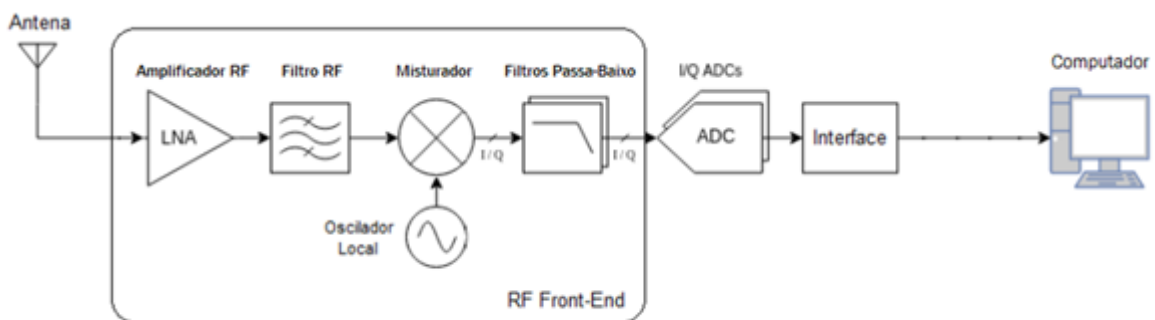 Antena
Amplificador RF
Filtro RF
Misturador
Filtros Passa-Baixo
I/Q ADCs
Computador
LNA
I / Q
I / Q
ADC
Interface
Oscilador
Local
RF Front-End